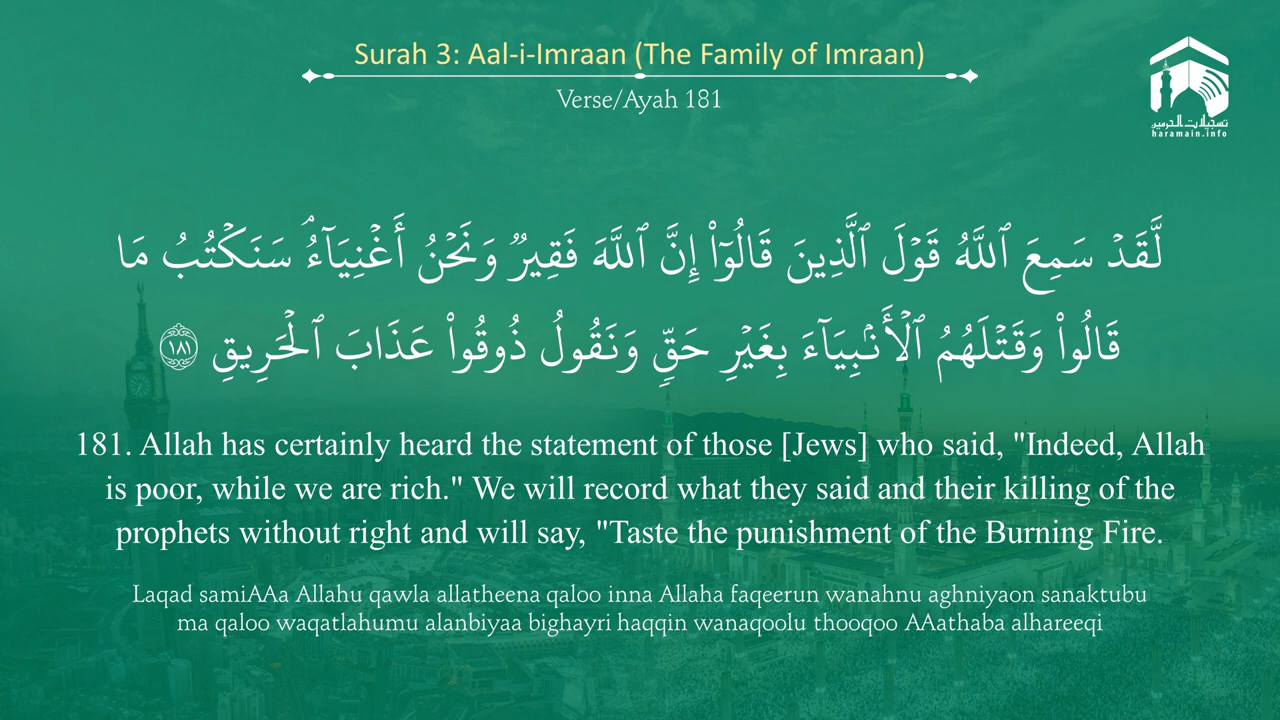 Surah 3: Aal-i-Imraan (The Family of Imraan)
Verse/Ayah 181
تسجيلات الحرمين
haramain.info
لَّقَدْ سَمِعَ ٱللَّهُ قَوْلَ ٱلَّذِينَ قَالُوٓا۟ إِنَّ ٱللَّهَ فَقِيرٌۭ وَنَحْنُ أَغْنِيَآءُ ۘ سَنَكْتُبُ مَا
قَالُوا۟ وَقَتْلَهُمُ ٱلْأَنۢبِيَآءَ بِغَيْرِ حَقٍّۢ وَنَقُولُ ذُوقُوا۟ عَذَابَ ٱلْحَرِيقِ ١٨١
181. Allah has certainly heard the statement of those [Jews] who said, "Indeed, Allah
is poor, while we are rich." We will record what they said and their killing of the
prophets without right and will say, "Taste the punishment of the Burning Fire.
Laqad samiAAa Allahu qawla allatheena qaloo inna Allaha faqeerun wanahnu aghniyaon sanaktubu
ma qaloo waqatlahumu alanbiyaa bighayri haqqin wanaqoolu thooqoo AAathaba alhareeqi